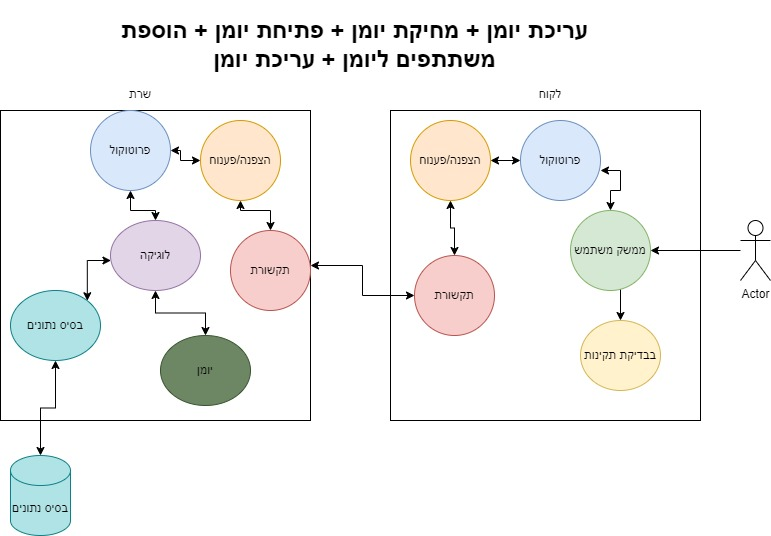 עריכת יומן + מחיקת יומן + פתיחת יומן + הוספת
משתתפים ליומן + עריכת יומן
לקוח
שרת
פרוטוקול
הצפנה/פענוח
הצפנה/פענוח
פרוטוקול
ממשק משתמש
לוגיקה
תקשורת
תקשורת
Actor
בסיס נתונים
בבדיקת תקינות
יומן
בסיס נתונים